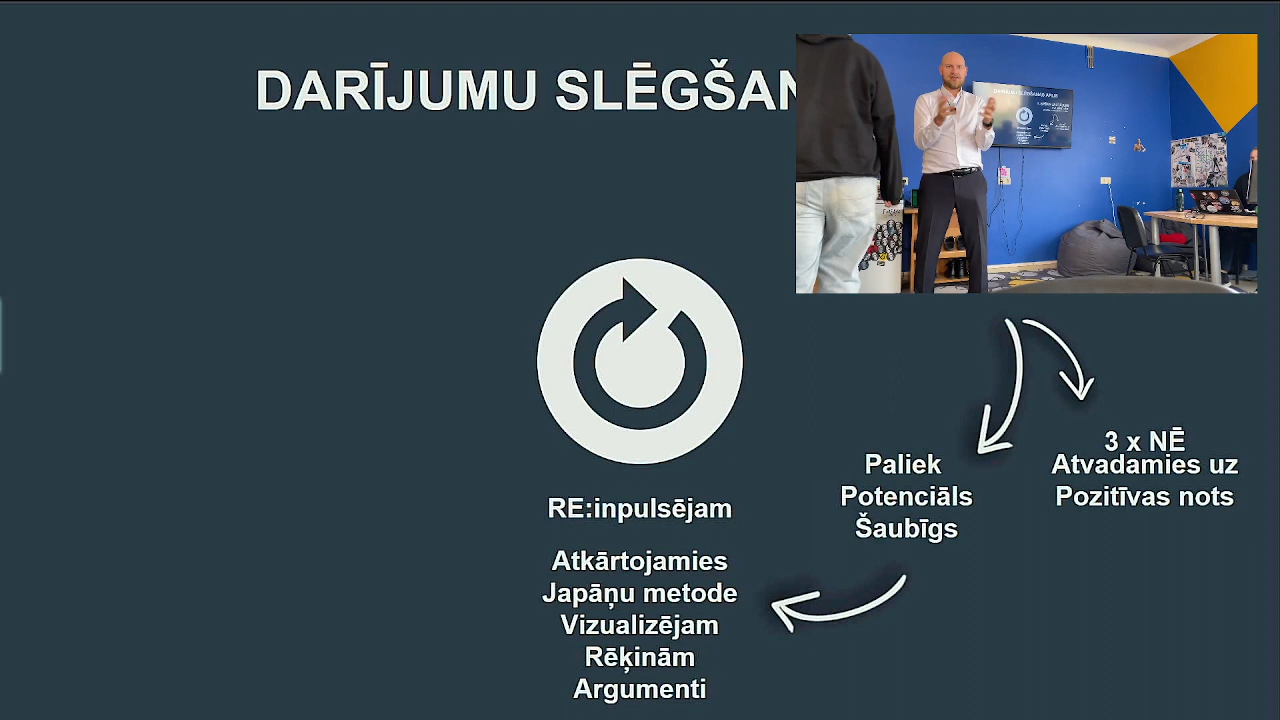 DARĪJUMU SLĒGŠAN
3 x NĒ
Atvadamies uz
Pozitīvas nots
Paliek
Potenciāls
Šaubīgs
RE:inpulsējam
Atkārtojamies
Japāņu metode
Vizualizējam
Rēķinām
Argumenti